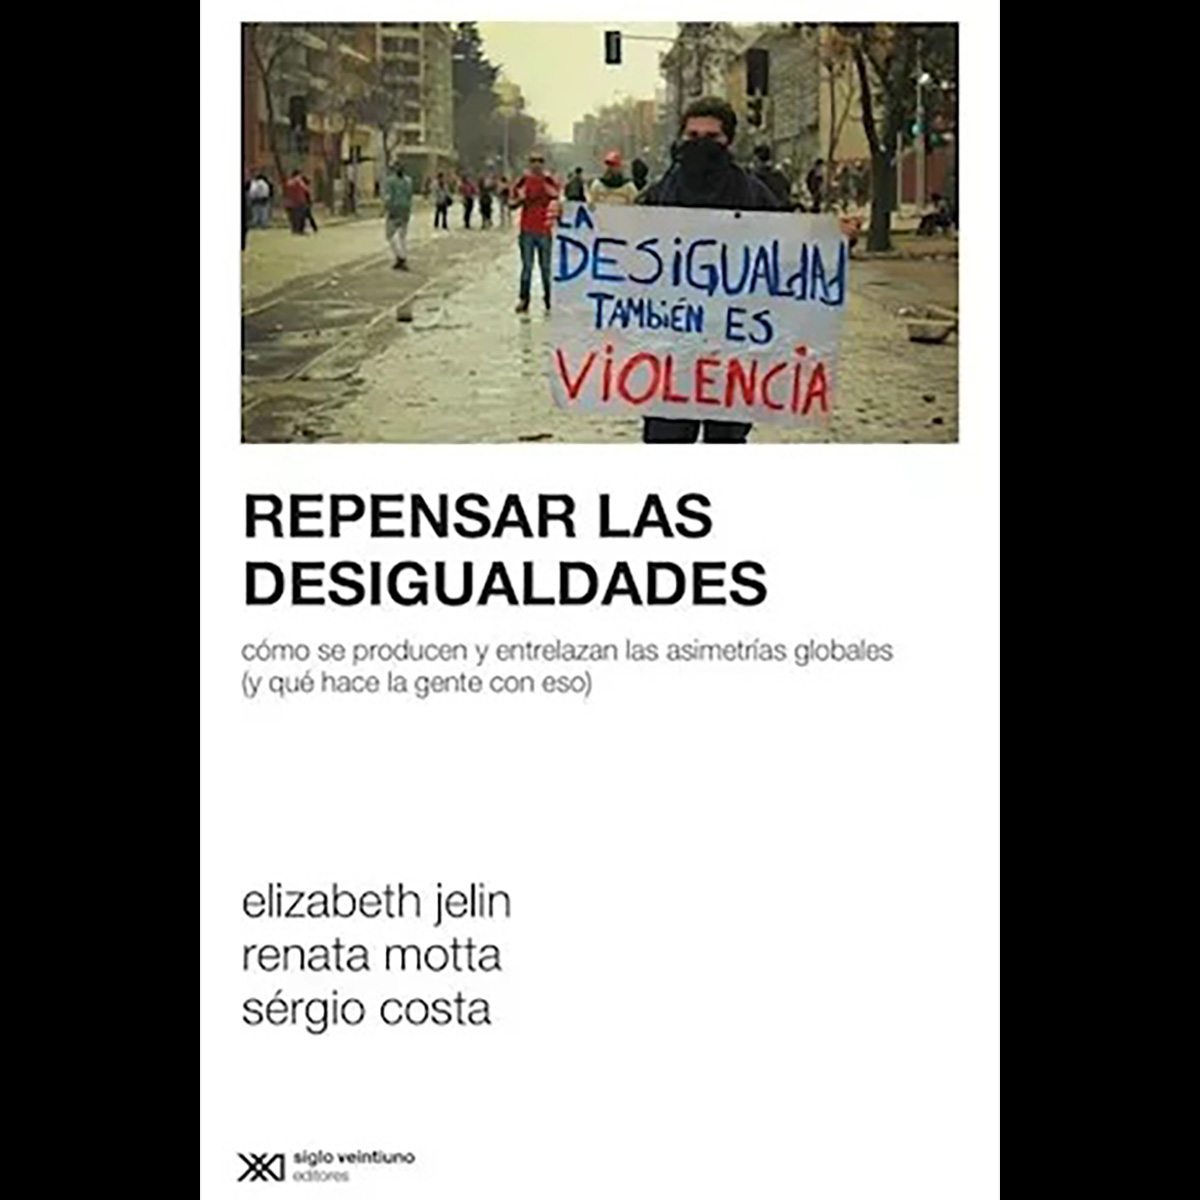 LA
DESiGUALdAd
TAMbiÉN ES
ViOLENCiA
REPENSAR LAS
DESIGUALDADES
cómo se producen y entrelazan las asimetrías globales
(y qué hace la gente con eso)
elizabeth jelin
renata motta
sérgio costa
siglo veintiuno
editores